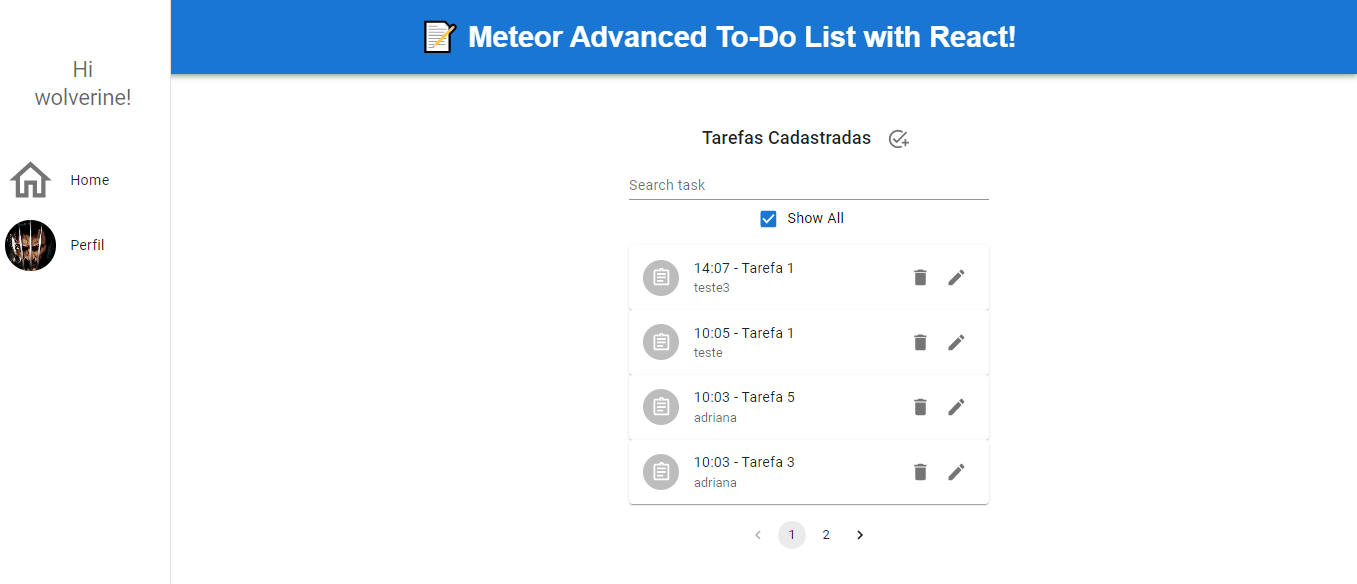 Meteor Advanced To-Do List with React!
Hi
wolverine!
Home
Perfil
Tarefas Cadastradas
Search task
Show All
14:07 - Tarefa 1
teste3
10:05 - Tarefa 1
teste
10:03 - Tarefa 5
adriana
10:03 - Tarefa 3
adriana
1 2